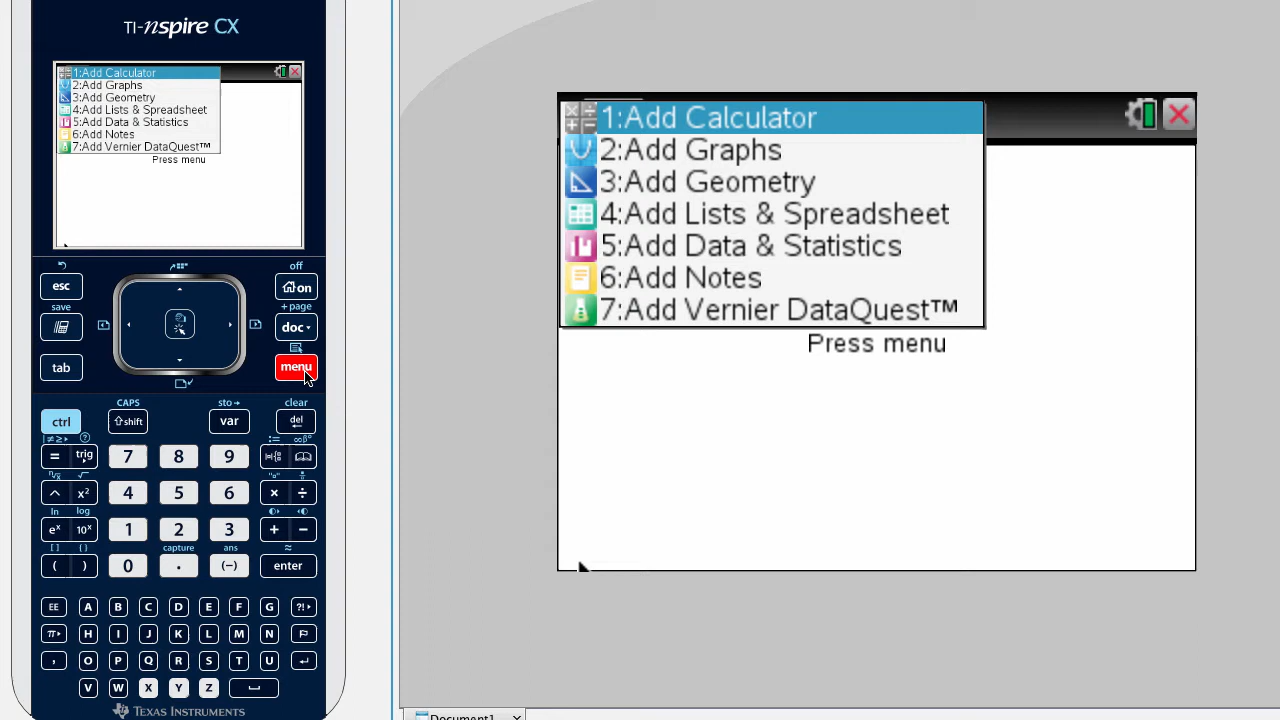 TI-nspire CX
1:Add Calculator
2:Add Graphs
3:Add Geometry
4:Add Lists & Spreadsheet
5:Add Data & Statistics
6:Add Notes
7:Add Vernier DataQuest™
Press menu
1:Add Calculator
2:Add Graphs
3:Add Geometry
4:Add Lists & Spreadsheet
5:Add Data & Statistics
6:Add Notes
7:Add Vernier DataQuest™
Press menu
off
esc
on
save
+ page
doc
tab
menu
CAPS
sto→
clear
ctrl
shift
var
del
|≠≥▸
:=
∞β°
=
trig
7
8
9
ⁿ√x
√
^
x²
4
5
6
×
÷
ln
log
eˣ
10ˣ
1
2
3
+
−
[ ]
{ }
capture
ans
≈
(
)
0
.
(−)
enter
EE A B C D E F G ?!▸
π▸ H I J K L M N
, O P Q R S T U
V W X Y Z
TEXAS INSTRUMENTS
Document1